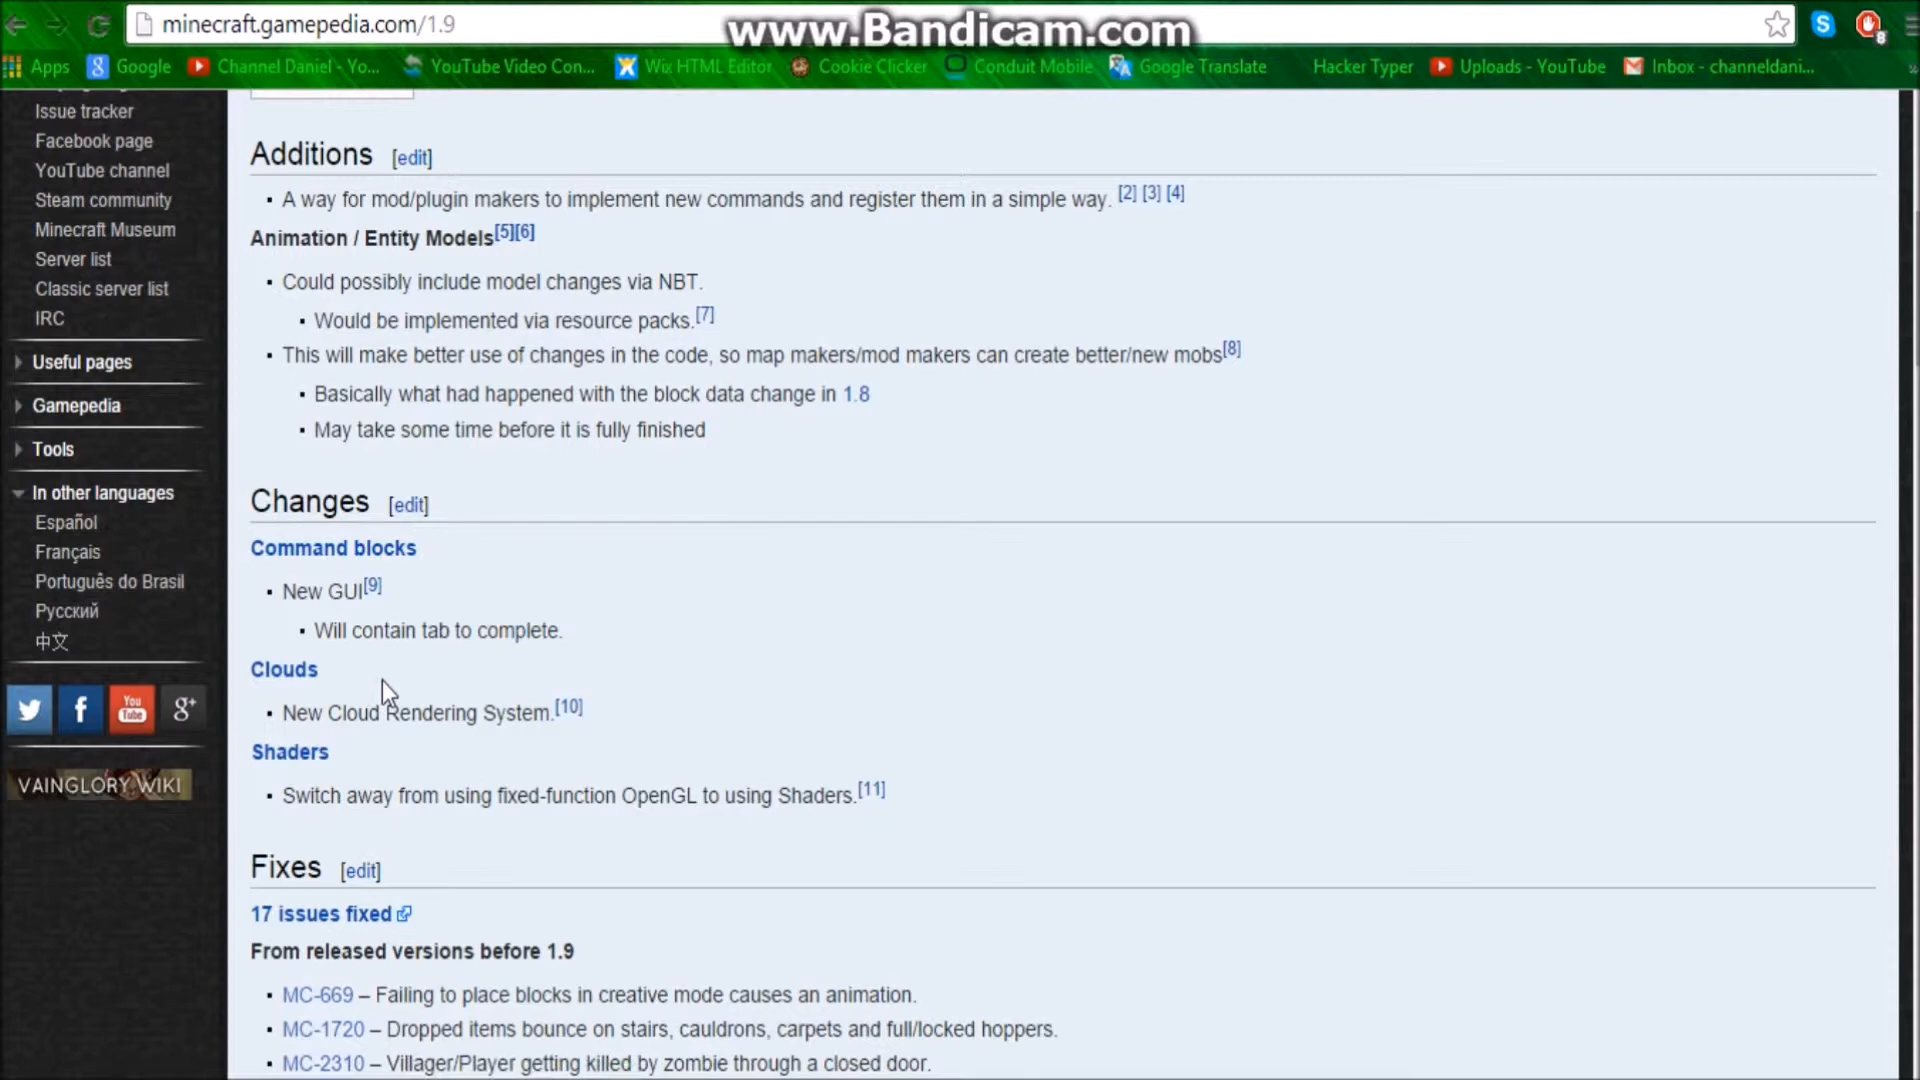 minecraft.gamepedia.com/1.9
www.Bandicam.com
8
Apps Google Channel Daniel - Yo... YouTube Video Con... Wix HTML Editor Cookie Clicker Conduit Mobile Google Translate Hacker Typer Uploads - YouTube Inbox - channeldani... »
Issue tracker
Facebook page
YouTube channel
Steam community
Minecraft Museum
Server list
Classic server list
IRC
Useful pages
Gamepedia
Tools
In other languages
Español
Français
Português do Brasil
Русский
中文
You
Tube
g+
VAINGLORY WIKI
Additions [edit]
▪ A way for mod/plugin makers to implement new commands and register them in a simple way. [2] [3] [4]
Animation / Entity Models[5][6]
▪ Could possibly include model changes via NBT.
▪ Would be implemented via resource packs.[7]
▪ This will make better use of changes in the code, so map makers/mod makers can create better/new mobs[8]
▪ Basically what had happened with the block data change in 1.8
▪ May take some time before it is fully finished
Changes [edit]
Command blocks
▪ New GUI[9]
▪ Will contain tab to complete.
Clouds
▪ New Cloud Rendering System.[10]
Shaders
▪ Switch away from using fixed-function OpenGL to using Shaders.[11]
Fixes [edit]
17 issues fixed
From released versions before 1.9
▪ MC-669 – Failing to place blocks in creative mode causes an animation.
▪ MC-1720 – Dropped items bounce on stairs, cauldrons, carpets and full/locked hoppers.
▪ MC-2310 – Villager/Player getting killed by zombie through a closed door.